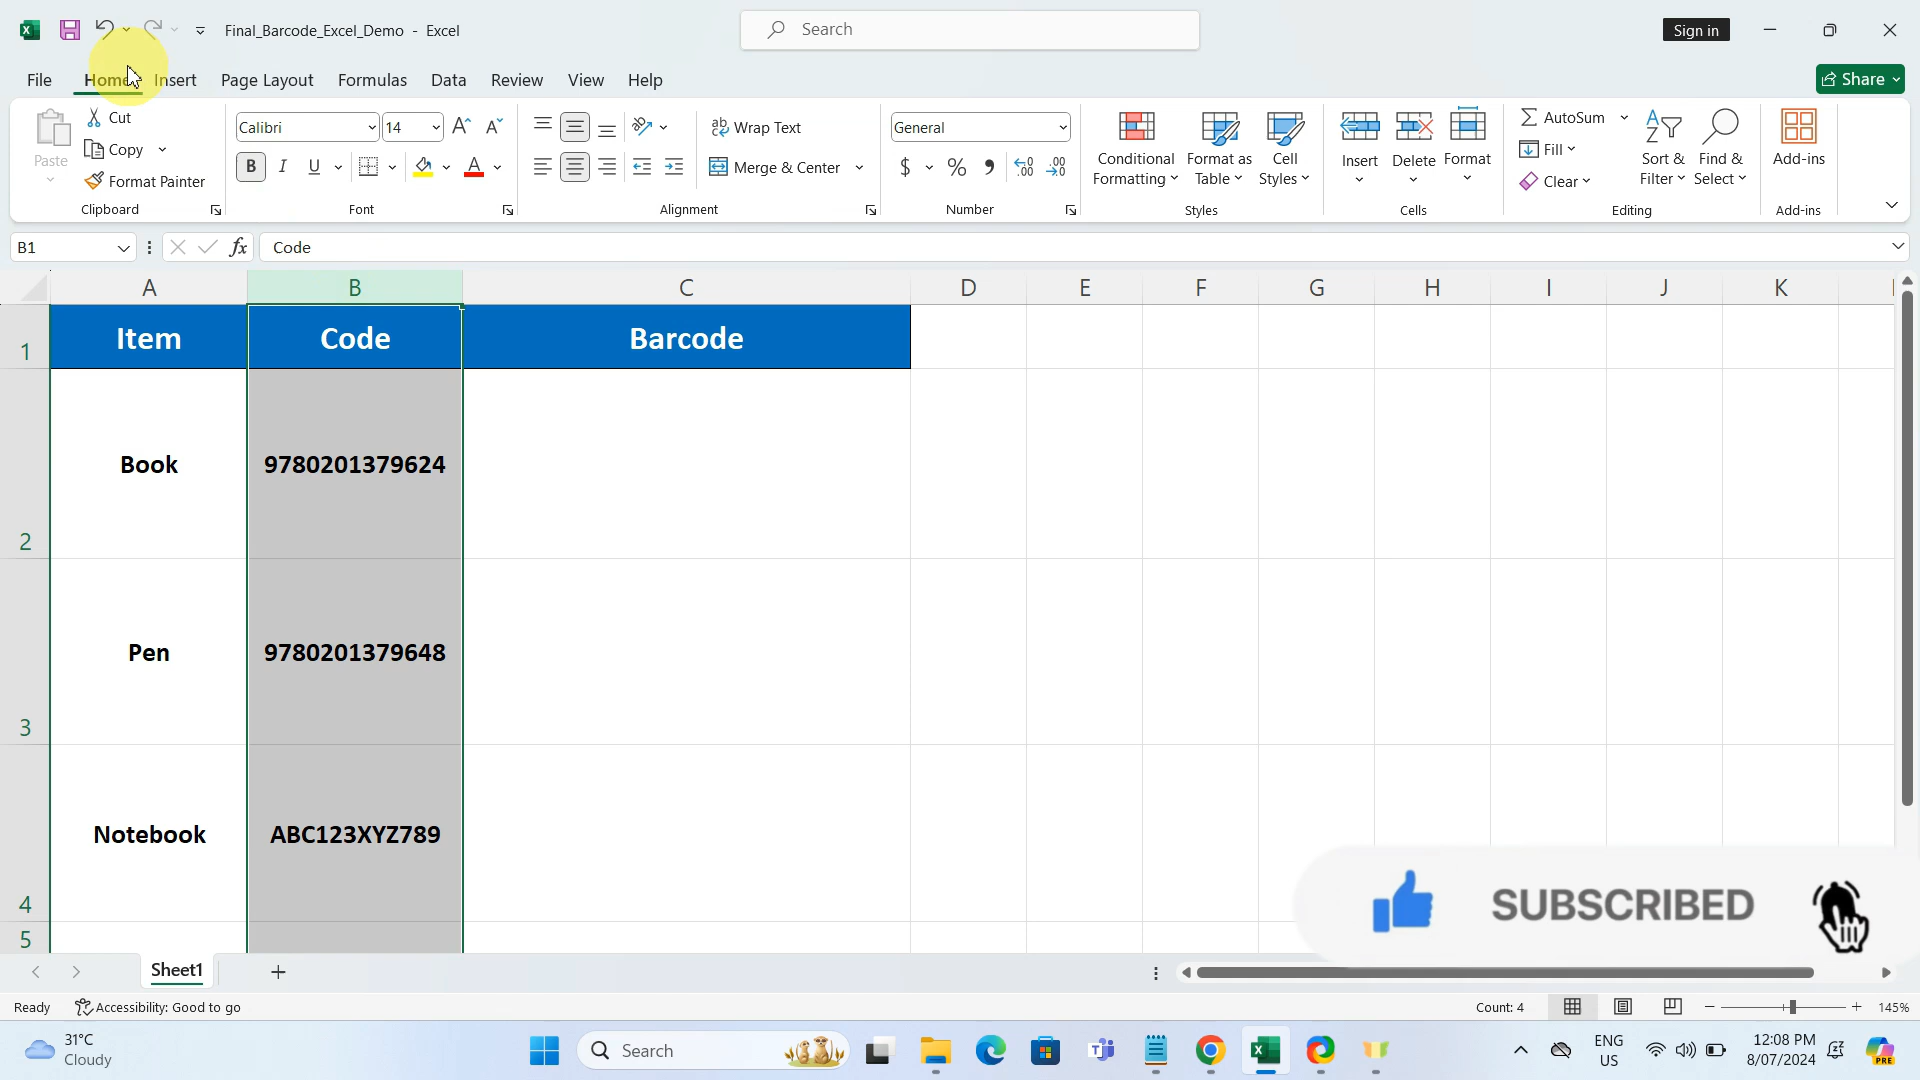 Final_Barcode_Excel_Demo - Excel
Search
Sign in
File
Home
Insert
Page Layout
Formulas
Data
Review
View
Help
Share
Paste
Cut
Copy
Format Painter
Clipboard
Calibri
14
B
I
U
A
Font
Wrap Text
Merge & Center
Alignment
General
$
%
Number
Conditional
Formatting
Format as
Table
Cell
Styles
Styles
Insert
Delete
Format
Cells
AutoSum
Fill
Clear
Sort &
Filter
Find &
Select
Editing
Add-ins
Add-ins
B1
fx
Code
A B C D E F G H I J K
1 Item Code Barcode
2 Book 9780201379624
3 Pen 9780201379648
4 Notebook ABC123XYZ789
5
SUBSCRIBED
Sheet1
Ready
Accessibility: Good to go
Count: 4
145%
31°C
Cloudy
Search
ENG
US
12:08 PM
8/07/2024
PRE